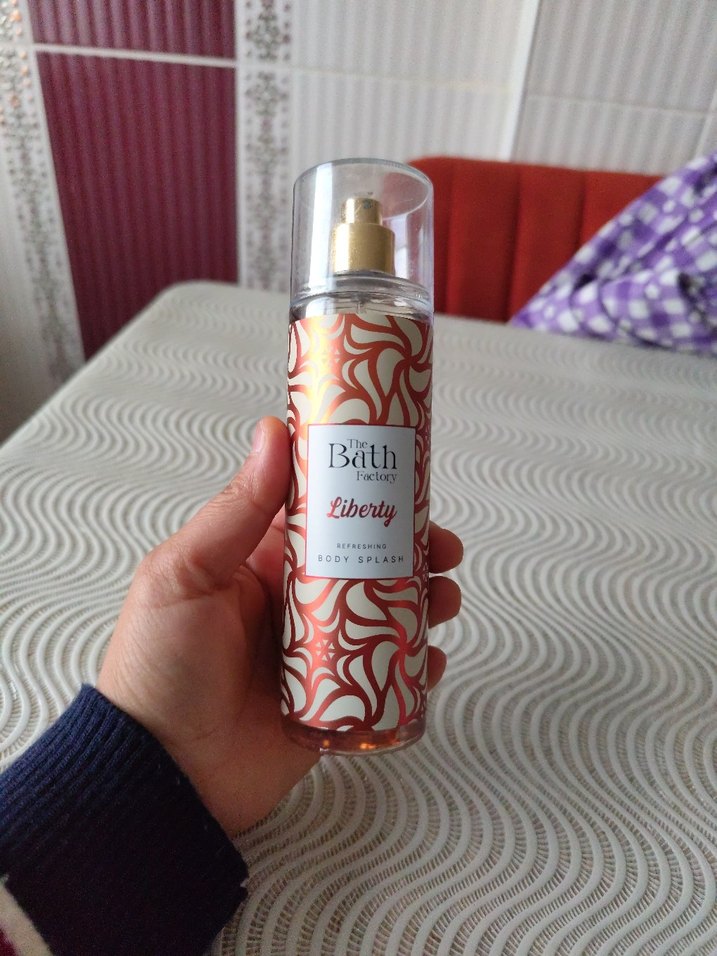 The
Bath
Factory
Liberty
REFRESHING
BODY SPLASH